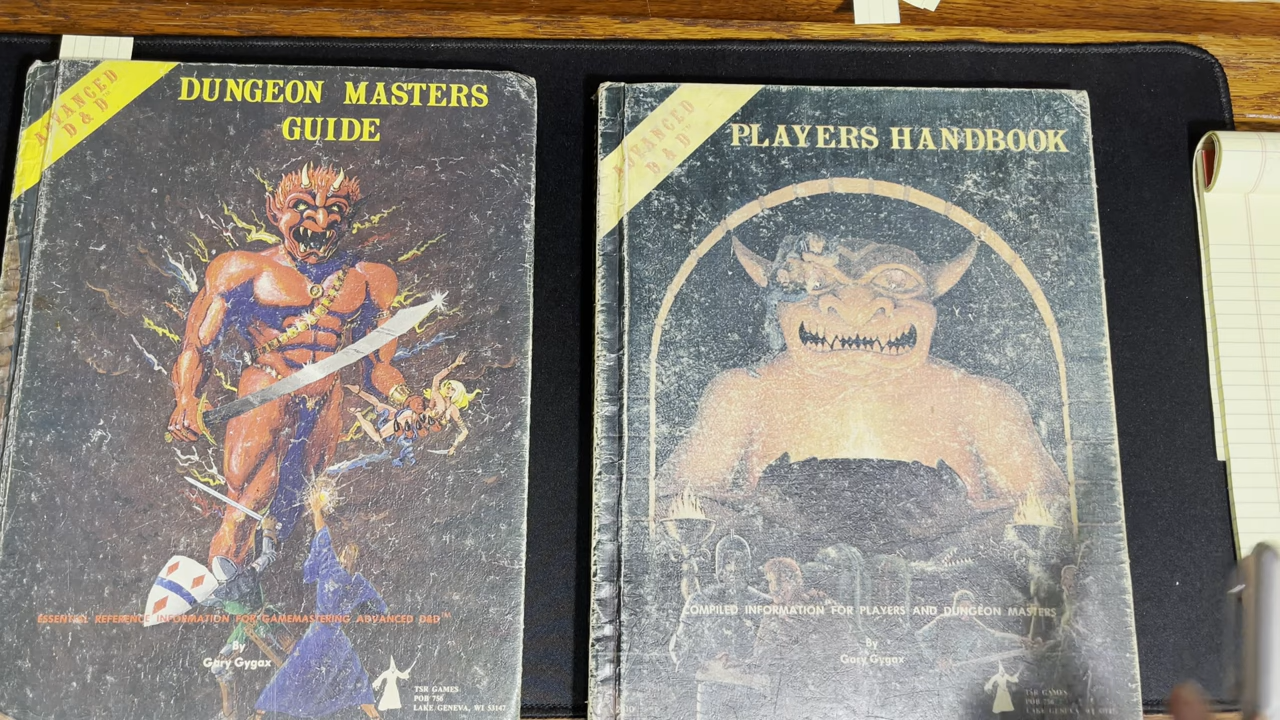 ADVANCED
D & D
DUNGEON MASTERS
GUIDE
ESSENTIAL REFERENCE INFORMATION FOR GAMEMASTERING ADVANCED D&D™
By
Gary Gygax
TSR GAMES
POB 756
LAKE GENEVA, WI 53147
ADVANCED
D & D
PLAYERS HANDBOOK
COMPILED INFORMATION FOR PLAYERS AND DUNGEON MASTERS
By
Gary Gygax
TSR GAMES
POB 756
LAKE GENEVA, WI 53147